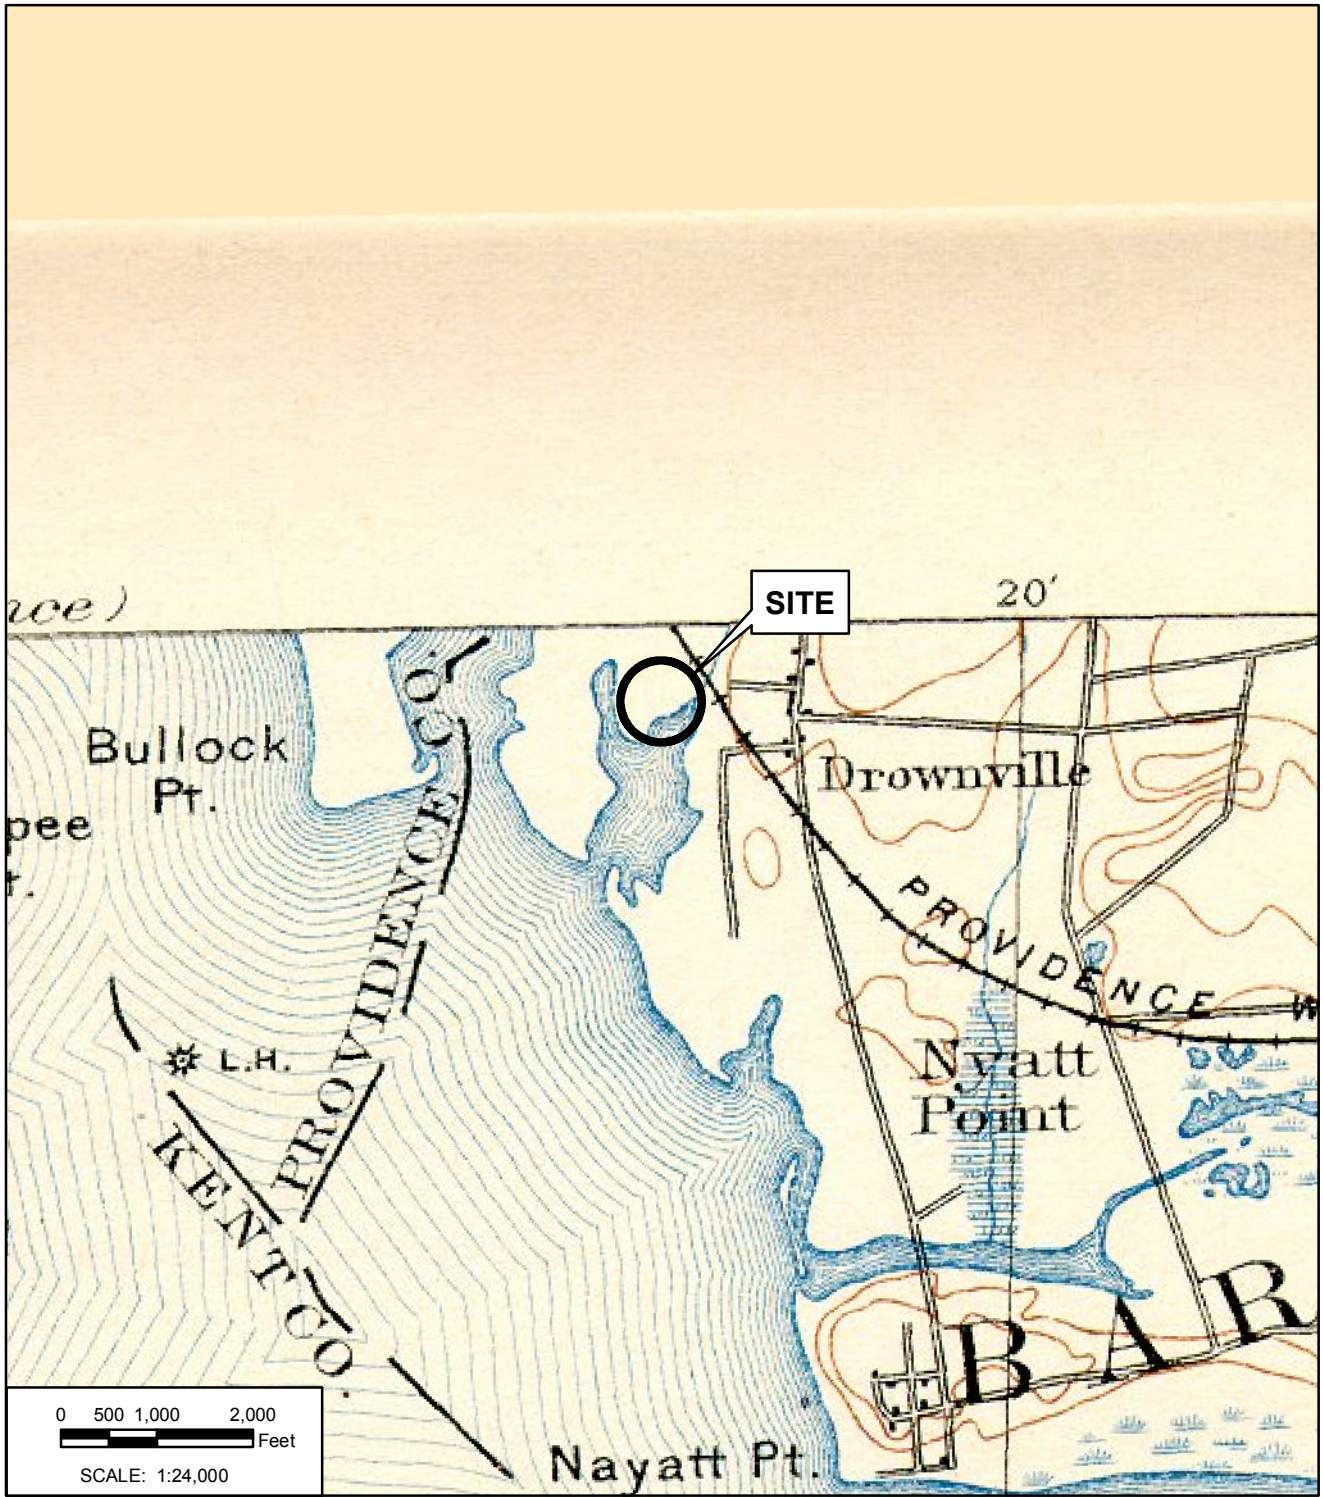 nce)
20′
SITE
Bullock
Pt.
pee
t.
CO.
PROVIDENCE
Drownville
PROVIDENCE W
L.H.
KENT CO.
Nyatt
Point
BAR
Nayatt Pt.
0 500 1,000 2,000
Feet
SCALE: 1:24,000